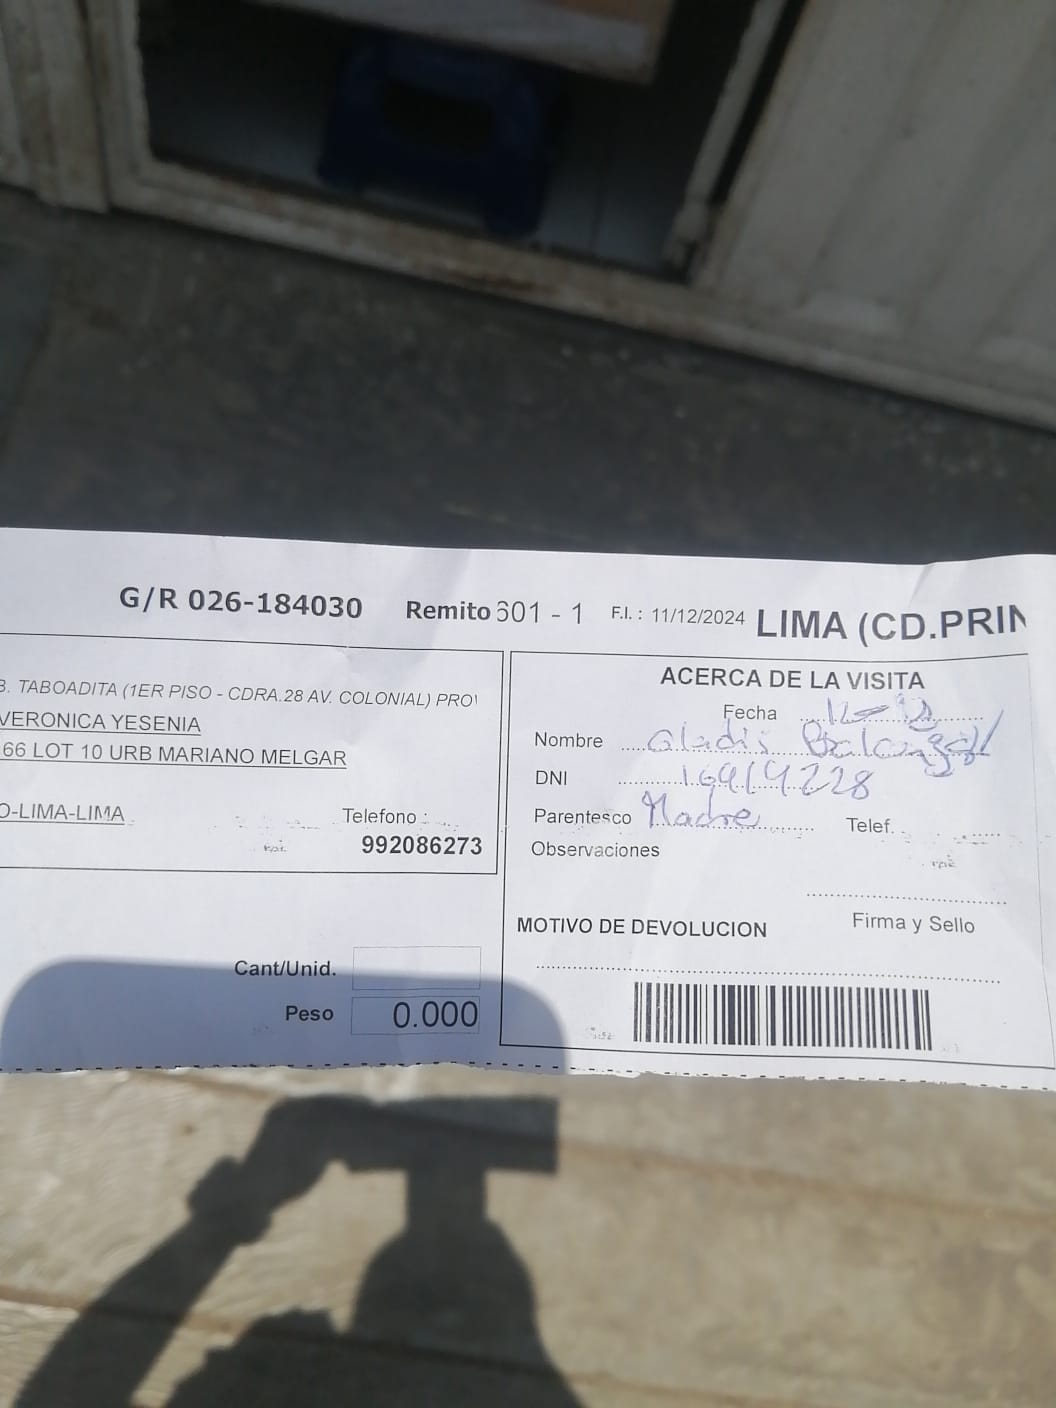 G/R 026-184030 Remito 601 - 1 F.I. : 11/12/2024 LIMA (CD.PRIN
B. TABOADITA (1ER PISO - CDRA.28 AV. COLONIAL) PROV
VERONICA YESENIA
66 LOT 10 URB MARIANO MELGAR
O-LIMA-LIMA
Telefono :
992086273
Cant/Unid.
Peso 0.000
ACERCA DE LA VISITA
Fecha 12-12
Nombre Gladis
DNI 16914228
Parentesco Madre Telef.
Observaciones
Firma y Sello
MOTIVO DE DEVOLUCION